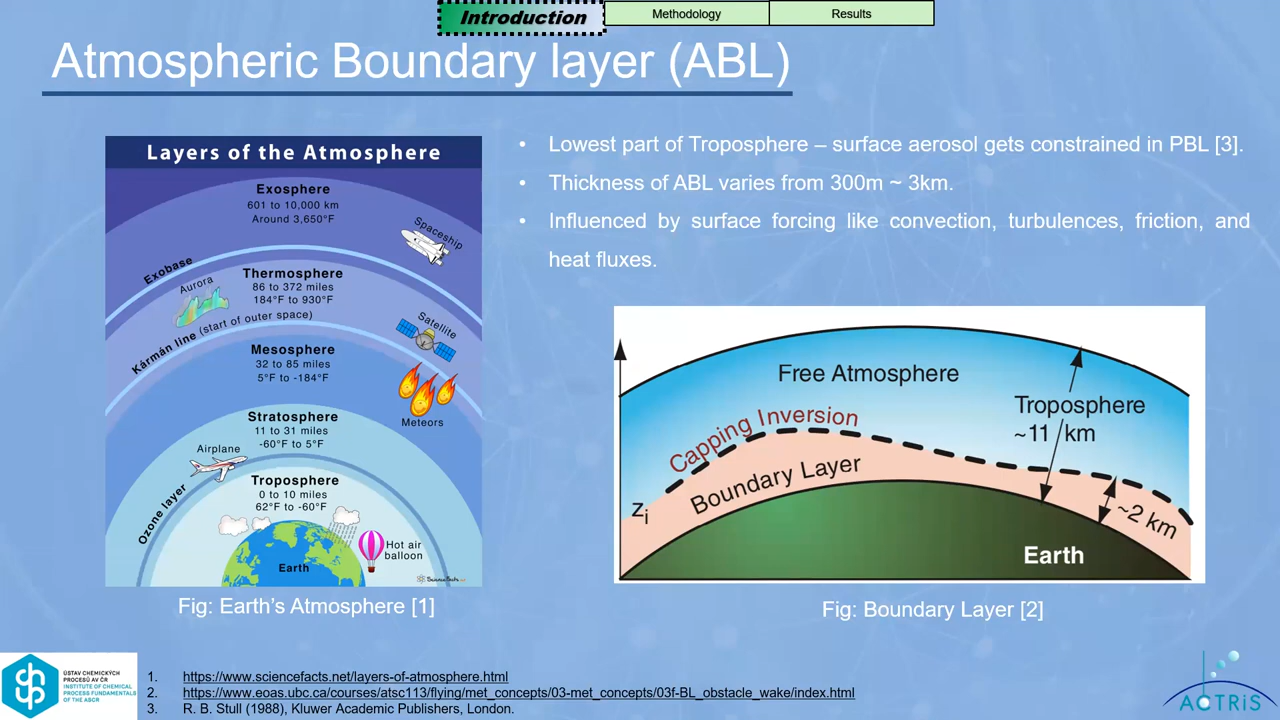 Introduction
Methodology
Results
Atmospheric Boundary layer (ABL)
Layers of the Atmosphere
Exosphere
601 to 10,000 km
Around 3,650°F
Spaceship
Exobase
Thermosphere
86 to 372 miles
184°F to 930°F
Aurora
Kármán line (start of outer space)
Satellite
Mesosphere
32 to 85 miles
5°F to -184°F
Meteors
Stratosphere
11 to 31 miles
-60°F to 5°F
Airplane
Ozone layer
Troposphere
0 to 10 miles
62°F to -60°F
Hot air
balloon
Earth
Fig: Earth's Atmosphere [1]
• Lowest part of Troposphere – surface aerosol gets constrained in PBL [3].
• Thickness of ABL varies from 300m ~ 3km.
• Influenced by surface forcing like convection, turbulences, friction, and
heat fluxes.
Free Atmosphere
Capping Inversion
Troposphere
~11 km
Boundary Layer
zi
~2 km
Earth
Fig: Boundary Layer [2]
ÚSTAV CHEMICKÝCH
PROCESŮ AV ČR
INSTITUTE OF CHEMICAL
PROCESS FUNDAMENTALS
OF THE ASCR
1. https://www.sciencefacts.net/layers-of-atmosphere.html
2. https://www.eoas.ubc.ca/courses/atsc113/flying/met_concepts/03-met_concepts/03f-BL_obstacle_wake/index.html
3. R. B. Stull (1988), Kluwer Academic Publishers, London.
ACTRiS